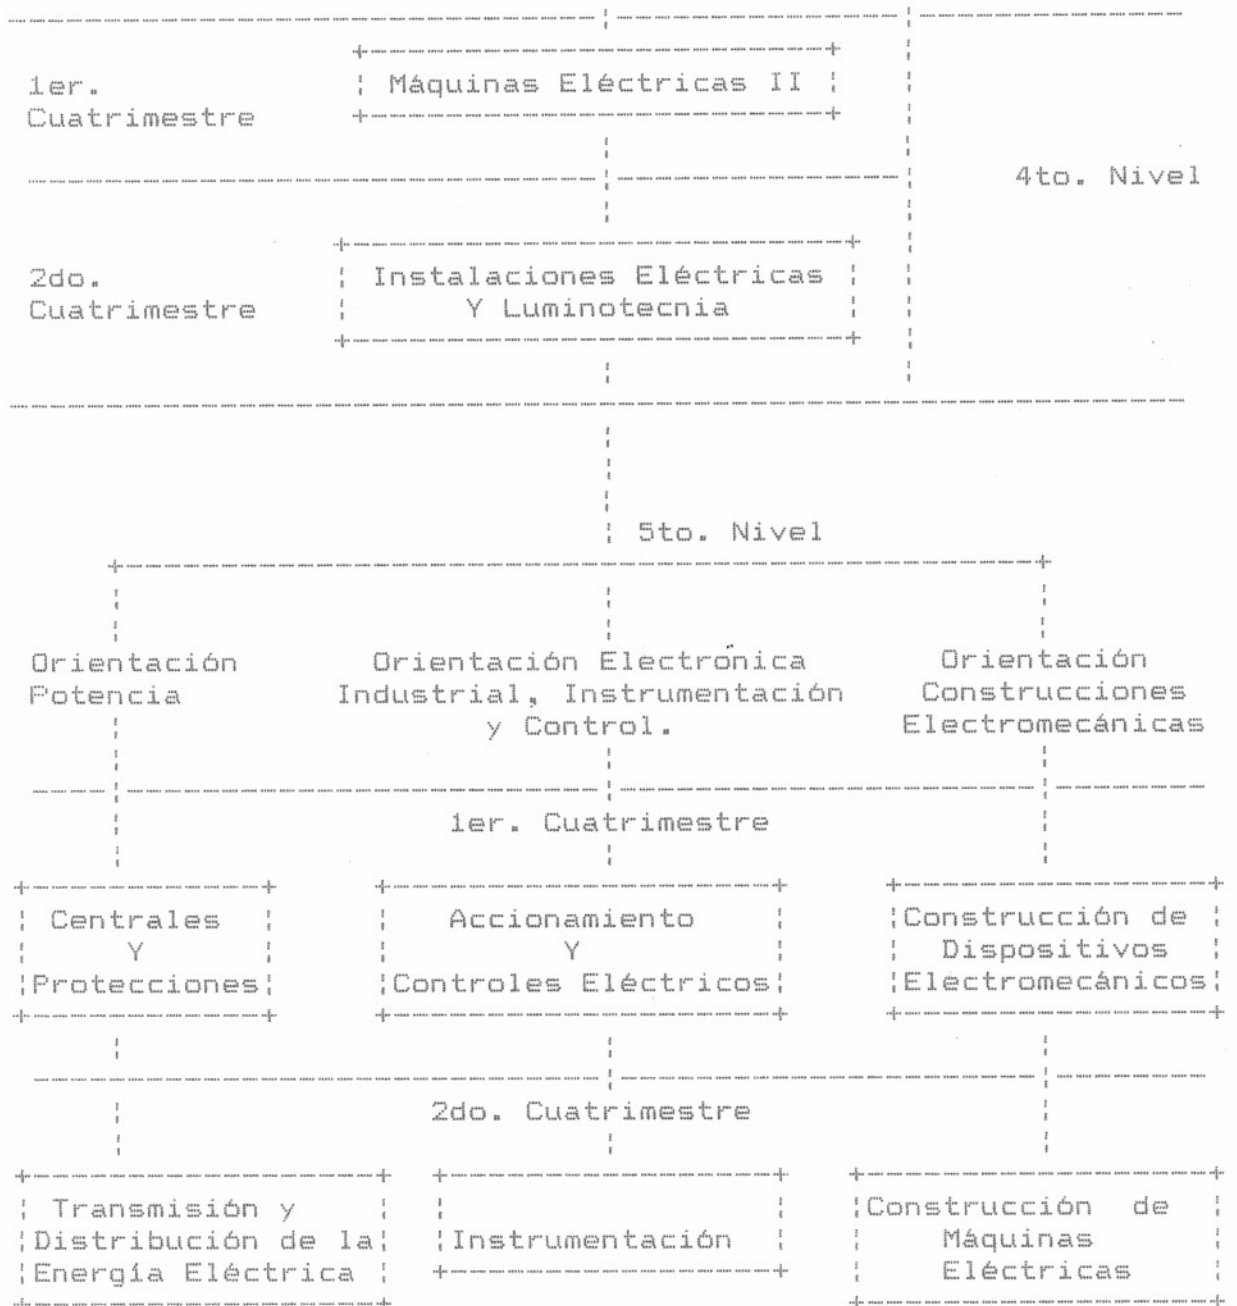 1er.
Cuatrimestre
Máquinas Eléctricas II
4to. Nivel
2do.
Cuatrimestre
Instalaciones Eléctricas
Y Luminotecnia
5to. Nivel
Orientación
Potencia
Orientación Electrónica
Industrial, Instrumentación
y Control.
Orientación
Construcciones
Electromecánicas
1er. Cuatrimestre
Centrales
Y
Protecciones
Accionamiento
Y
Controles Eléctricos
Construcción de
Dispositivos
Electromecánicos
2do. Cuatrimestre
Transmisión y
Distribución de la
Energía Eléctrica
Instrumentación
Construcción de
Máquinas
Eléctricas